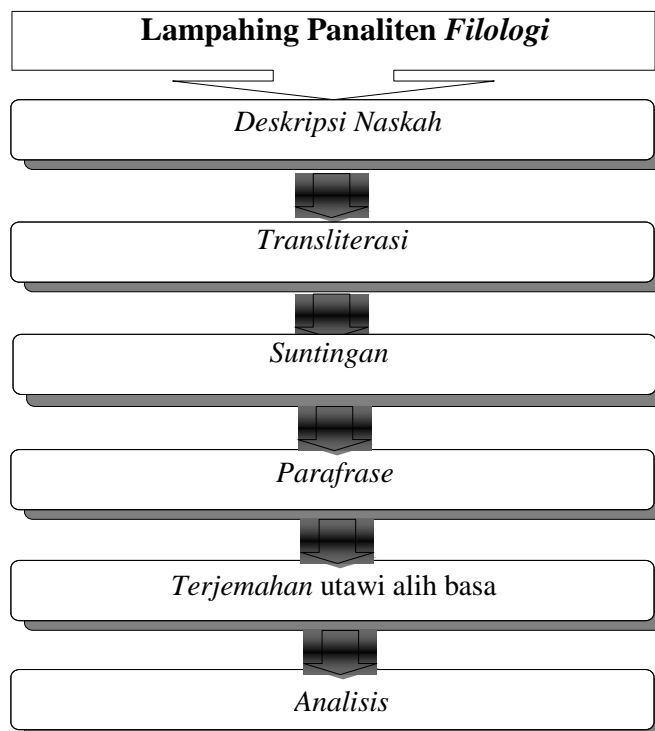 Lampahing Panaliten Filologi
Deskripsi Naskah
Transliterasi
Suntingan
Parafrase
Terjemahan utawi alih basa
Analisis